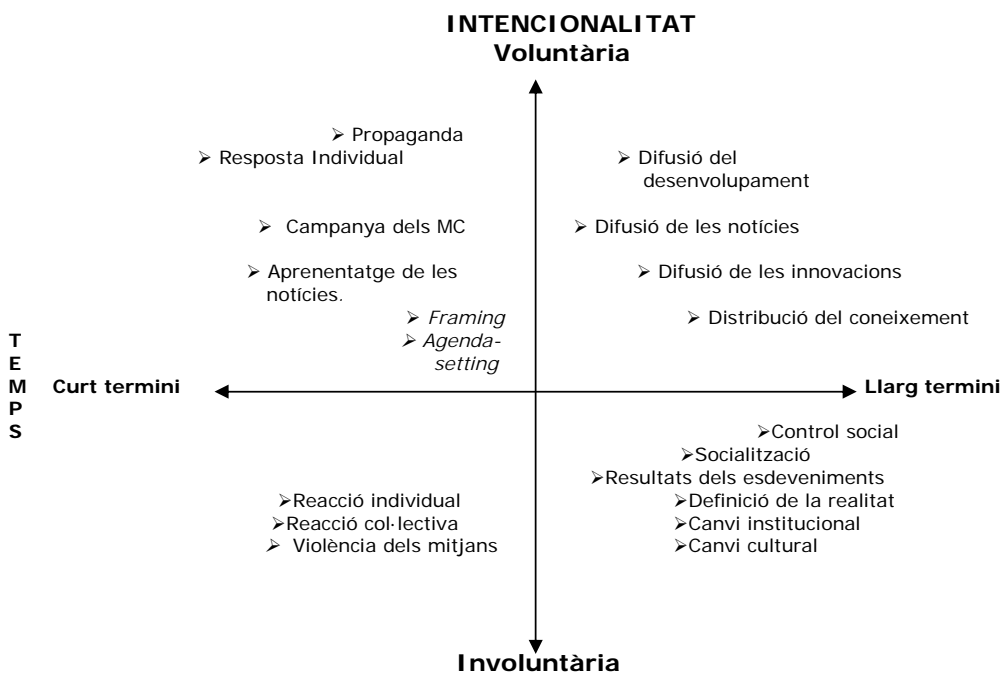 INTENCIONALITAT
Voluntària
➢ Propaganda
➢ Resposta Individual
➢ Campanya dels MC
➢ Aprenentatge de les
notícies.
➢ Framing
➢ Agenda-
setting
➢ Difusió del
desenvolupament
➢ Difusió de les notícies
➢ Difusió de les innovacions
➢ Distribució del coneixement
T
E
M
P
S
Curt termini
Llarg termini
➢Reacció individual
➢Reacció col·lectiva
➢ Violència dels mitjans
➢Control social
➢Socialització
➢Resultats dels esdeveniments
➢Definició de la realitat
➢Canvi institucional
➢Canvi cultural
Involuntària